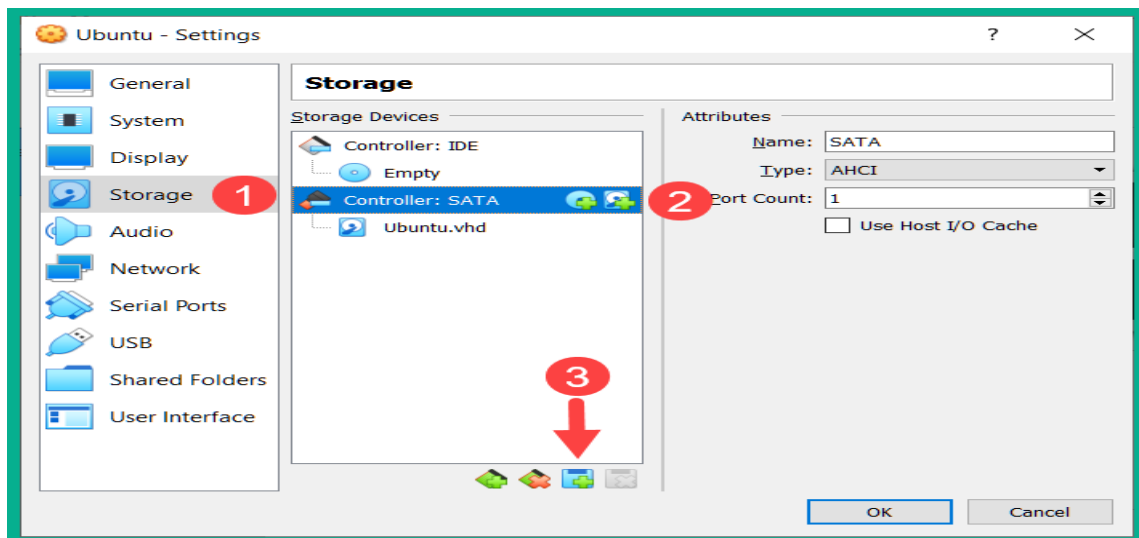 Ubuntu - Settings
?
General
System
Display
Storage
1
Audio
Network
Serial Ports
USB
Shared Folders
User Interface
Storage
Storage Devices
Controller: IDE
Empty
Controller: SATA
2
Ubuntu.vhd
3
Attributes
Name: SATA
Type: AHCI
Port Count: 1
Use Host I/O Cache
OK
Cancel